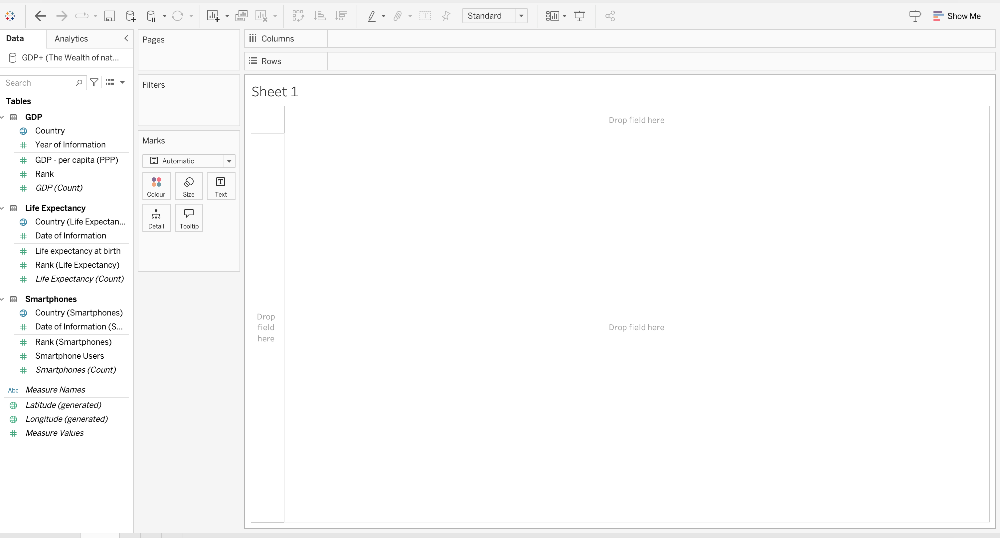 Standard
Show Me
Data
Analytics
GDP+ (The Wealth of nat...
Search
Tables
GDP
Country
Year of Information
GDP - per capita (PPP)
Rank
GDP (Count)
Life Expectancy
Country (Life Expectan...
Date of Information
Life expectancy at birth
Rank (Life Expectancy)
Life Expectancy (Count)
Smartphones
Country (Smartphones)
Date of Information (S...
Rank (Smartphones)
Smartphone Users
Smartphones (Count)
Abc Measure Names
Latitude (generated)
Longitude (generated)
Measure Values
Pages
Filters
Marks
T Automatic
Colour
Size
T
Text
Detail
Tooltip
Columns
Rows
Sheet 1
Drop field here
Drop
field
here
Drop field here